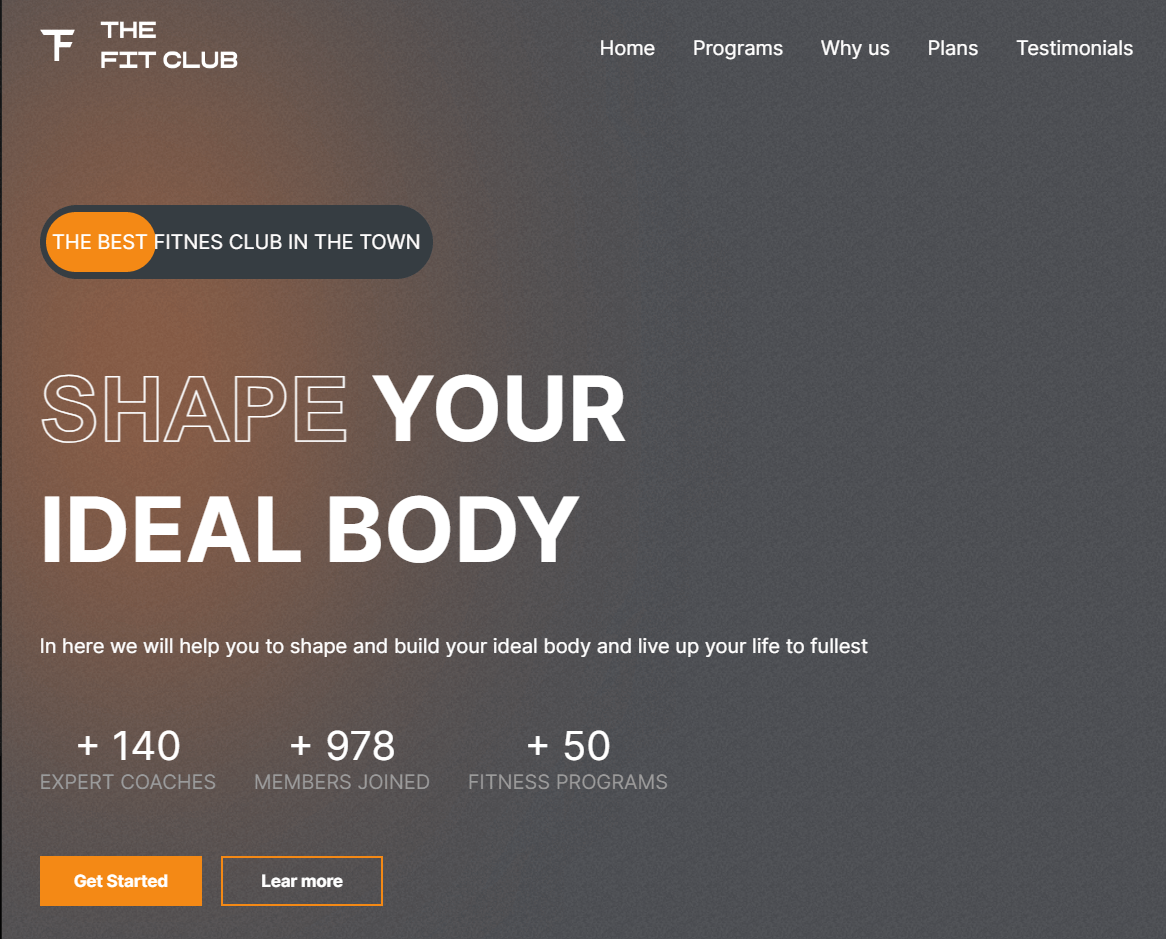 THE
FIT CLUB
Home Programs Why us Plans Testimonials
THE BEST FITNES CLUB IN THE TOWN
SHAPE YOUR
IDEAL BODY
In here we will help you to shape and build your ideal body and live up your life to fullest
+ 140 + 978 + 50
EXPERT COACHES MEMBERS JOINED FITNESS PROGRAMS
Get Started Lear more